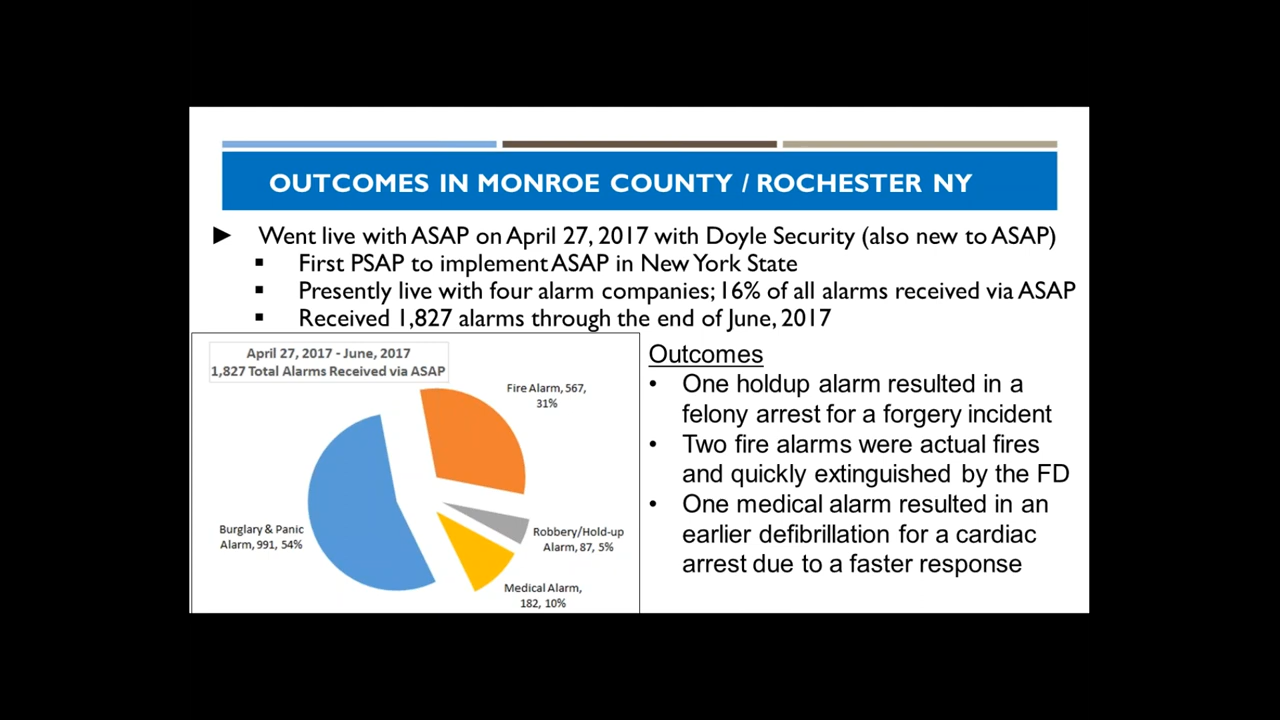 OUTCOMES IN MONROE COUNTY / ROCHESTER NY
► Went live with ASAP on April 27, 2017 with Doyle Security (also new to ASAP)
▪ First PSAP to implement ASAP in New York State
▪ Presently live with four alarm companies; 16% of all alarms received via ASAP
▪ Received 1,827 alarms through the end of June, 2017
April 27, 2017 - June, 2017
1,827 Total Alarms Received via ASAP
Fire Alarm, 567,
31%
Robbery/Hold-up
Alarm, 87, 5%
Medical Alarm,
182, 10%
Burglary & Panic
Alarm, 991, 54%
Outcomes
• One holdup alarm resulted in a
felony arrest for a forgery incident
• Two fire alarms were actual fires
and quickly extinguished by the FD
• One medical alarm resulted in an
earlier defibrillation for a cardiac
arrest due to a faster response